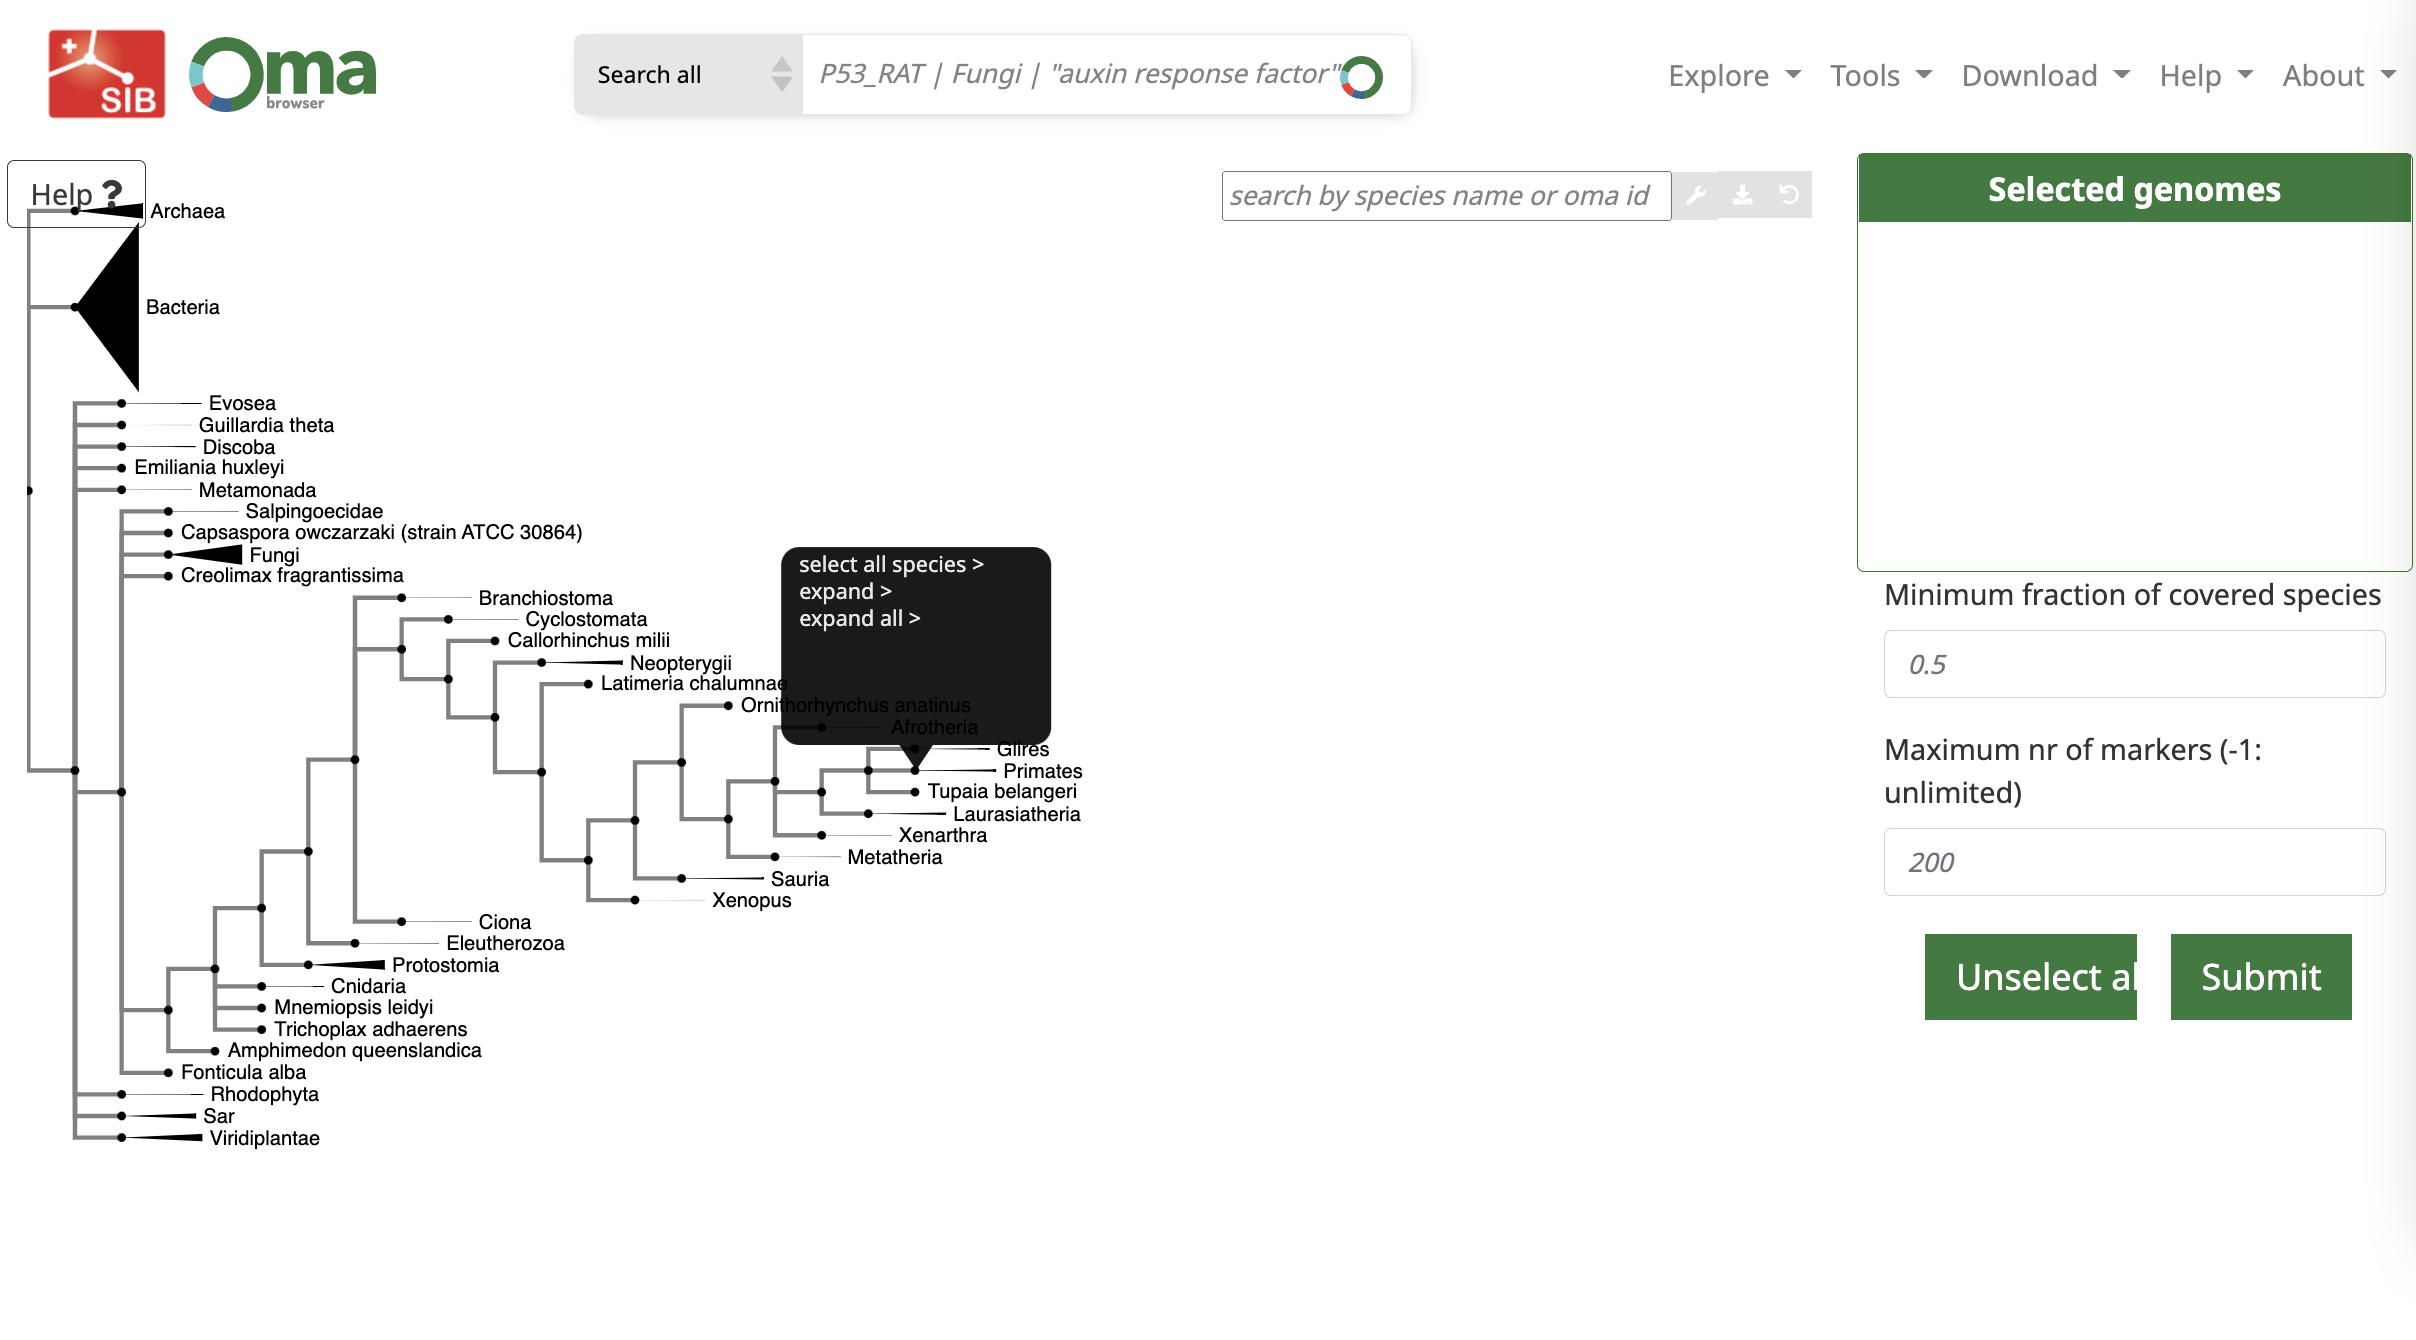 SIB
Oma
browser
Search all
P53_RAT | Fungi | "auxin response factor"
Explore
Tools
Download
Help
About
Help ?
search by species name or oma id
Selected genomes
Archaea
Bacteria
Evosea
Guillardia theta
Discoba
Emiliania huxleyi
Metamonada
Salpingoecidae
Capsaspora owczarzaki (strain ATCC 30864)
Fungi
Creolimax fragrantissima
Branchiostoma
Cyclostomata
Callorhinchus milii
Neopterygii
Latimeria chalumnae
Ornithorhynchus anatinus
Afrotheria
Glires
Primates
Tupaia belangeri
Laurasiatheria
Xenarthra
Metatheria
Sauria
Xenopus
Ciona
Eleutherozoa
Protostomia
Cnidaria
Mnemiopsis leidyi
Trichoplax adhaerens
Amphimedon queenslandica
Fonticula alba
Rhodophyta
Sar
Viridiplantae
select all species >
expand >
expand all >
Minimum fraction of covered species
0.5
Maximum nr of markers (-1:
unlimited)
200
Unselect al
Submit